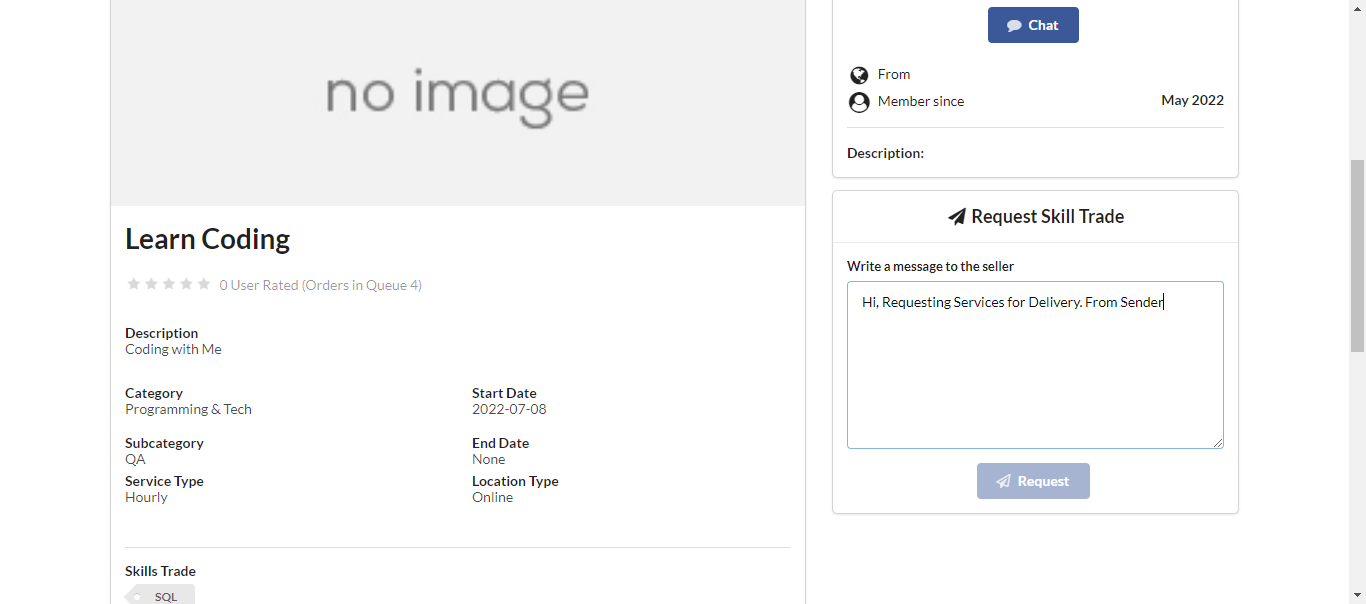 no image
Learn Coding
0 User Rated (Orders in Queue 4)
Description
Coding with Me
Category
Programming & Tech
Start Date
2022-07-08
Subcategory
QA
End Date
None
Service Type
Hourly
Location Type
Online
Skills Trade
SQL
Chat
From
Member since May 2022
Description:
Request Skill Trade
Write a message to the seller
Hi, Requesting Services for Delivery. From Sender
Request